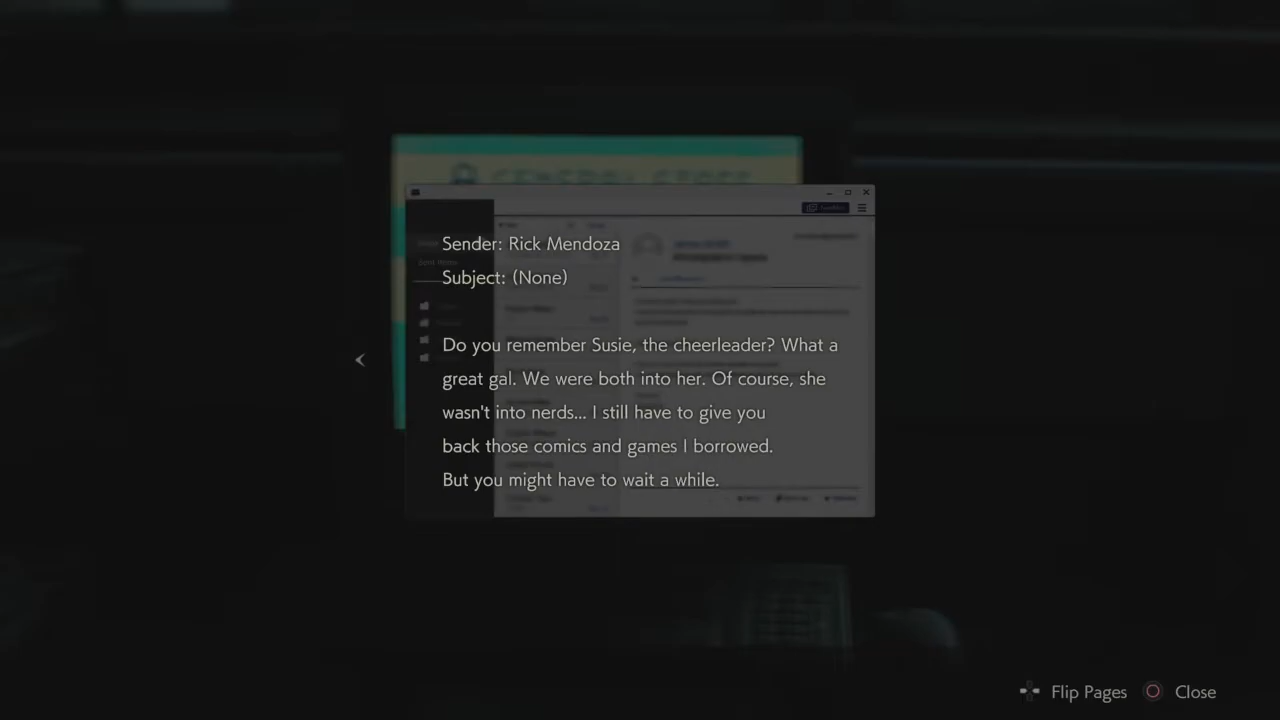 GENERAL STORE
Sender: Rick Mendoza
Subject: (None)
Do you remember Susie, the cheerleader? What a
great gal. We were both into her. Of course, she
wasn't into nerds... I still have to give you
back those comics and games I borrowed.
But you might have to wait a while.
Flip Pages
Close